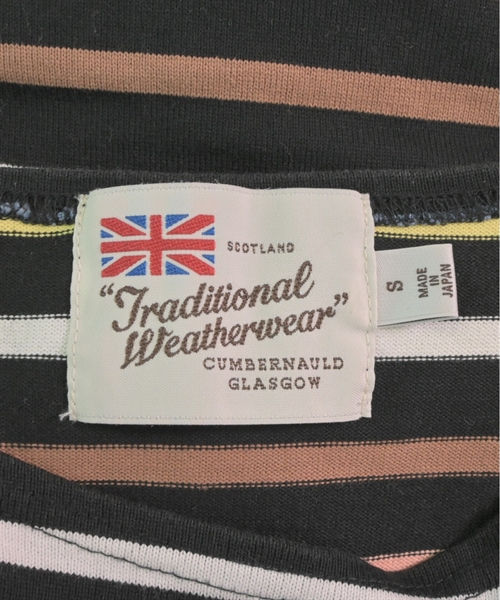 SCOTLAND
"Traditional
Weatherwear"
CUMBERNAULD
GLASGOW
S
MADE
IN
JAPAN